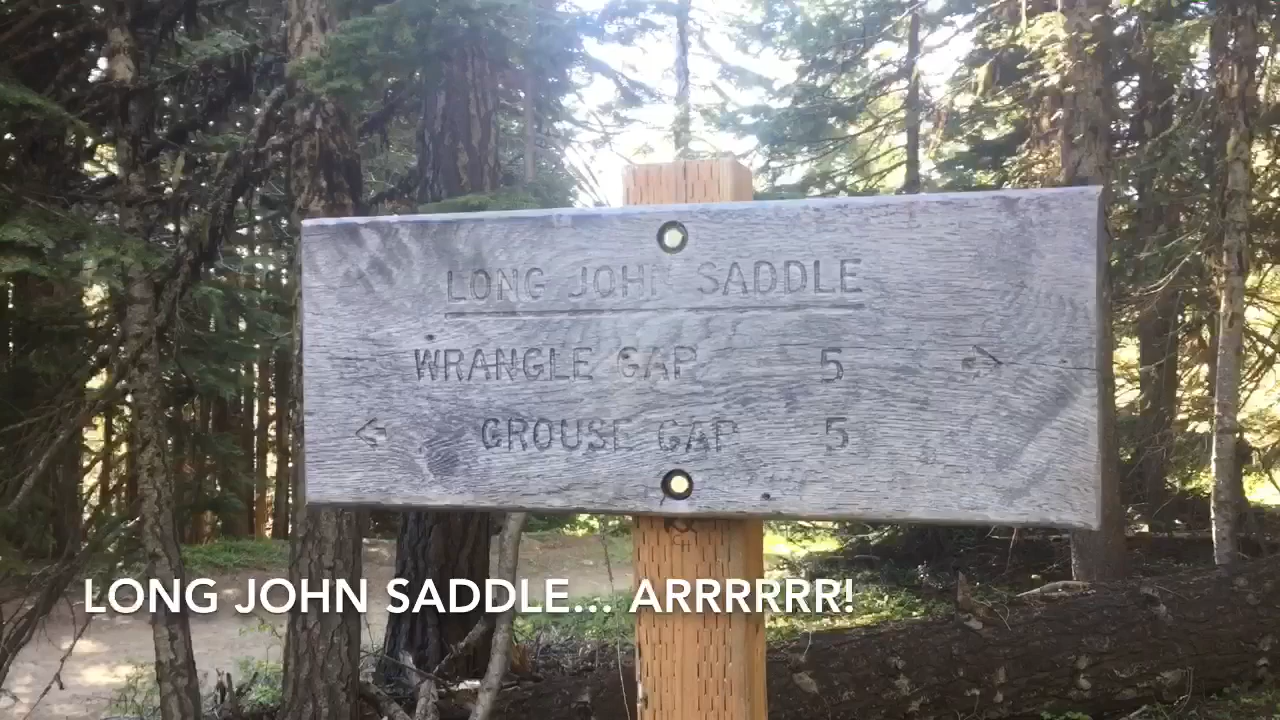 LONG JOHN SADDLE
WRANGLE GAP 5 →
← GROUSE GAP 5
LONG JOHN SADDLE... ARRRRRR!